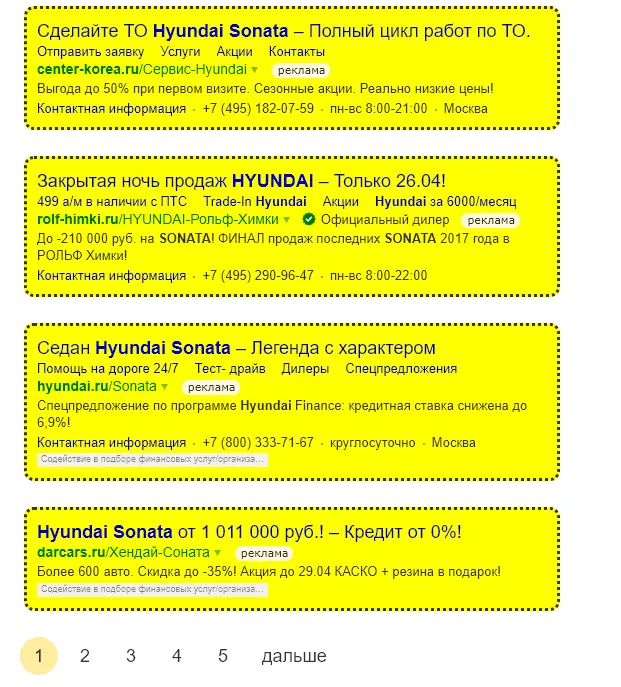 Сделайте ТО Hyundai Sonata – Полный цикл работ по ТО.
Отправить заявку Услуги Акции Контакты
center-korea.ru/Сервис-Hyundai реклама
Выгода до 50% при первом визите. Сезонные акции. Реально низкие цены!
Контактная информация · +7 (495) 182-07-59 · пн-вс 8:00-21:00 · Москва
Закрытая ночь продаж HYUNDAI – Только 26.04!
499 а/м в наличии с ПТС Trade-In Hyundai Акции Hyundai за 6000/месяц
rolf-himki.ru/HYUNDAI-Рольф-Химки Официальный дилер реклама
До -210 000 руб. на SONATA! ФИНАЛ продаж последних SONATA 2017 года в
РОЛЬФ Химки!
Контактная информация · +7 (495) 290-96-47 · пн-вс 8:00-22:00
Седан Hyundai Sonata – Легенда с характером
Помощь на дороге 24/7 Тест- драйв Дилеры Спецпредложения
hyundai.ru/Sonata реклама
Спецпредложение по программе Hyundai Finance: кредитная ставка снижена до
6,9%!
Контактная информация · +7 (800) 333-71-67 · круглосуточно · Москва
Содействие в подборе финансовых услуг/организа...
Hyundai Sonata от 1 011 000 руб.! – Кредит от 0%!
darcars.ru/Хендай-Соната реклама
Более 600 авто. Скидка до -35%! Акция до 29.04 КАСКО + резина в подарок!
Содействие в подборе финансовых услуг/организа...
1 2 3 4 5 дальше